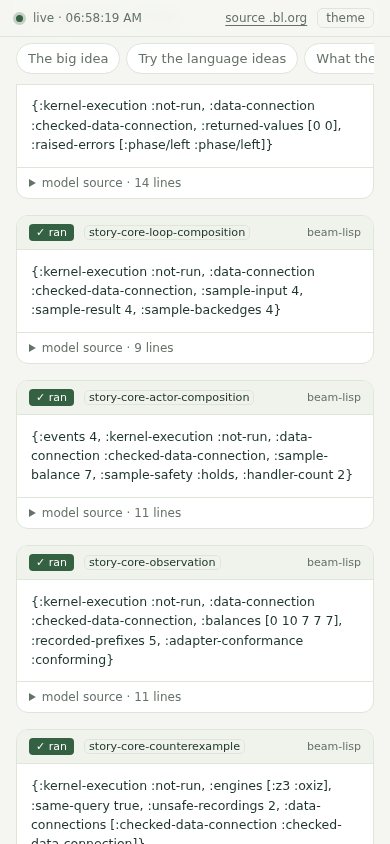 live · 06:58:19 AM source .bl.org theme
The big idea Try the language ideas What the
{:kernel-execution :not-run, :data-connection
:checked-data-connection, :returned-values [0 0],
:raised-errors [:phase/left :phase/left]}
▶ model source · 14 lines
✓ ran story-core-loop-composition beam-lisp
{:kernel-execution :not-run, :data-connection
:checked-data-connection, :sample-input 4,
:sample-result 4, :sample-backedges 4}
▶ model source · 9 lines
✓ ran story-core-actor-composition beam-lisp
{:events 4, :kernel-execution :not-run, :data-
connection :checked-data-connection, :sample-
balance 7, :sample-safety :holds, :handler-count 2}
▶ model source · 11 lines
✓ ran story-core-observation beam-lisp
{:kernel-execution :not-run, :data-connection
:checked-data-connection, :balances [0 10 7 7 7],
:recorded-prefixes 5, :adapter-conformance
:conforming}
▶ model source · 11 lines
✓ ran story-core-counterexample beam-lisp
{:kernel-execution :not-run, :engines [:z3 :oxiz],
:same-query true, :unsafe-recordings 2, :data-
connections [:checked-data-connection :checked-
data-connection]}